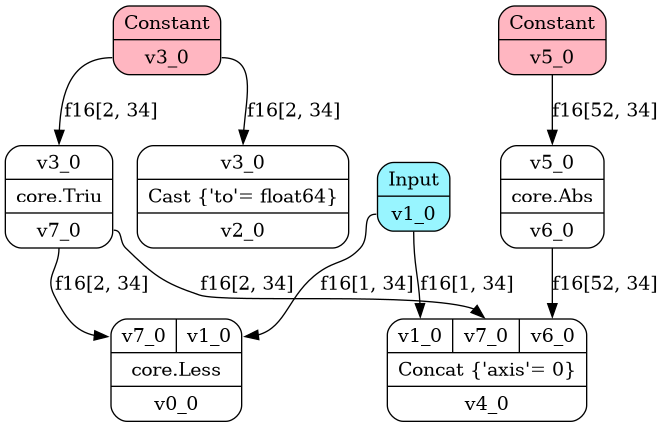 Constant
v3_0
Constant
v5_0
f16[2, 34]
f16[2, 34]
f16[52, 34]
v3_0
core.Triu
v7_0
v3_0
Cast {'to'= float64}
v2_0
Input
v1_0
v5_0
core.Abs
v6_0
f16[2, 34]
f16[2, 34]
f16[1, 34]
f16[1, 34]
f16[52, 34]
v7_0 v1_0
core.Less
v0_0
v1_0 v7_0 v6_0
Concat {'axis'= 0}
v4_0